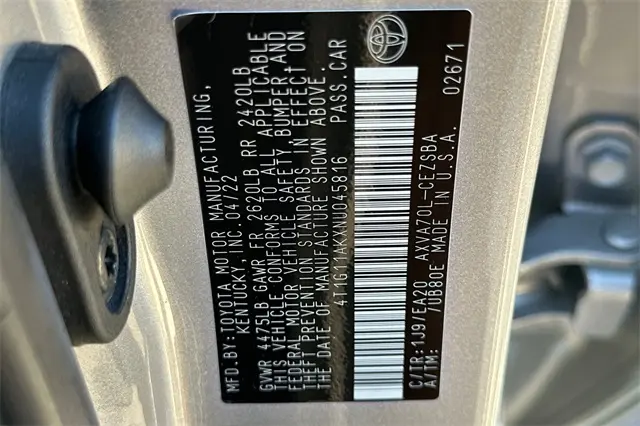 MFD.BY:TOYOTA MOTOR MANUFACTURING,
KENTUCKY, INC. 04/22
GVWR 4475LB GAWR FR 2620LB RR 2420LB
THIS VEHICLE CONFORMS TO ALL APPLICABLE
FEDERAL MOTOR VEHICLE SAFETY, BUMPER AND
THEFT PREVENTION STANDARDS IN EFFECT ON
THE DATE OF MANUFACTURE SHOWN ABOVE.
4T1G11AKXNU045816 PASS.CAR
C/TR:1J9/EA20 AXVA70L-CEZSBA
A/TM: /UB80E MADE IN U.S.A. 02671